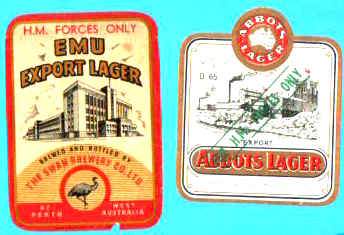 H.M. FORCES ONLY
EMU
EXPORT LAGER
BREWED AND BOTTLED BY
THE SWAN BREWERY CO. LTD.
AT
PERTH
WEST
AUSTRALIA
ABBOTS
LAGER
D 65
H.M. FORCES ONLY
EXPORT
ABBOTS LAGER